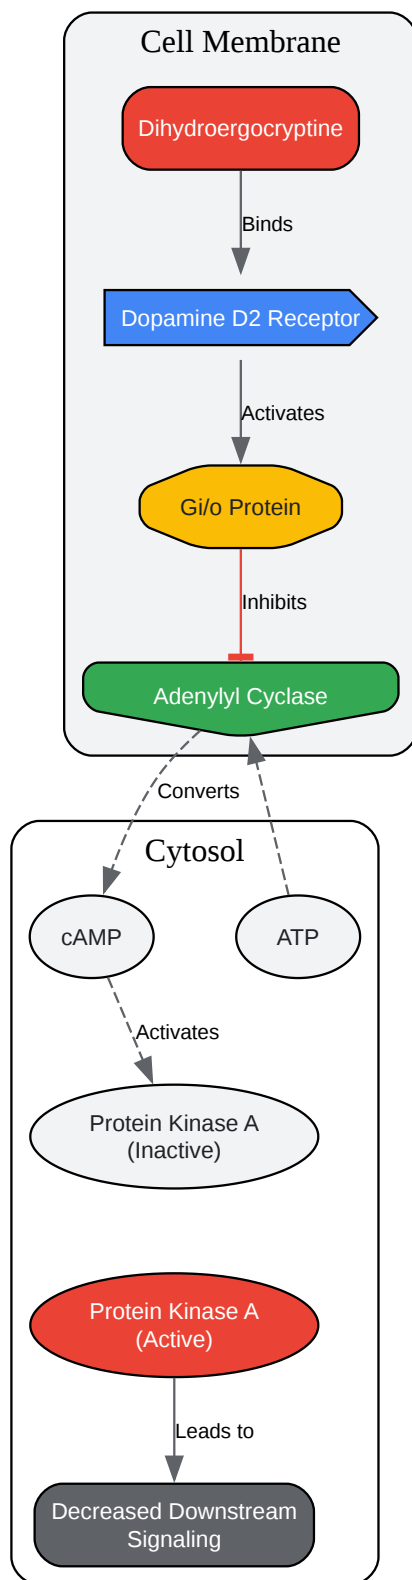 Cell Membrane
Dihydroergocryptine
Binds
Dopamine D2 Receptor
Activates
Gi/o Protein
Inhibits
Adenylyl Cyclase
Converts
Cytosol
cAMP
ATP
Activates
Protein Kinase A
(Inactive)
Protein Kinase A
(Active)
Leads to
Decreased Downstream
Signaling